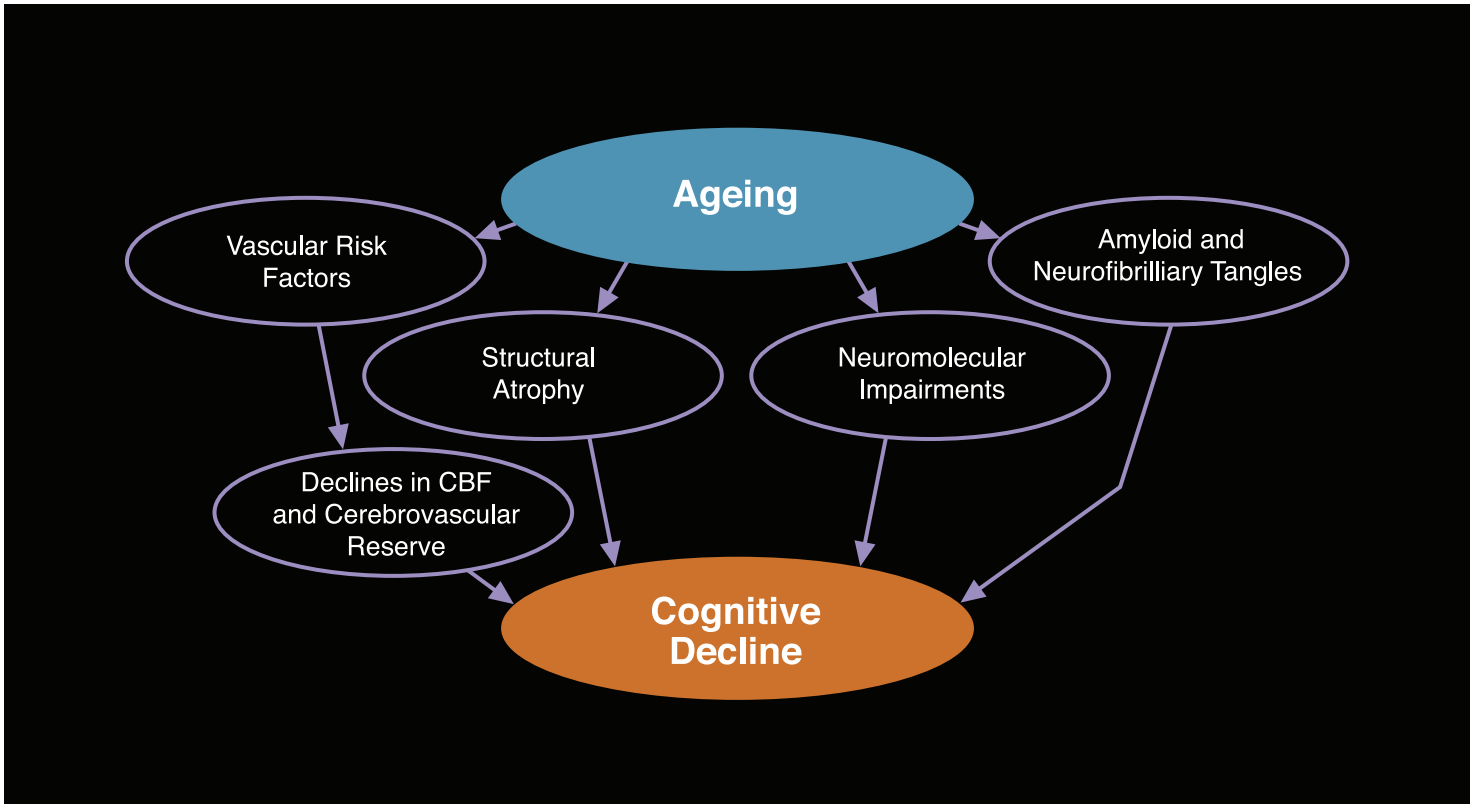 Ageing
Vascular Risk
Factors
Amyloid and
Neurofibrilliary Tangles
Structural
Atrophy
Neuromolecular
Impairments
Declines in CBF
and Cerebrovascular
Reserve
Cognitive
Decline